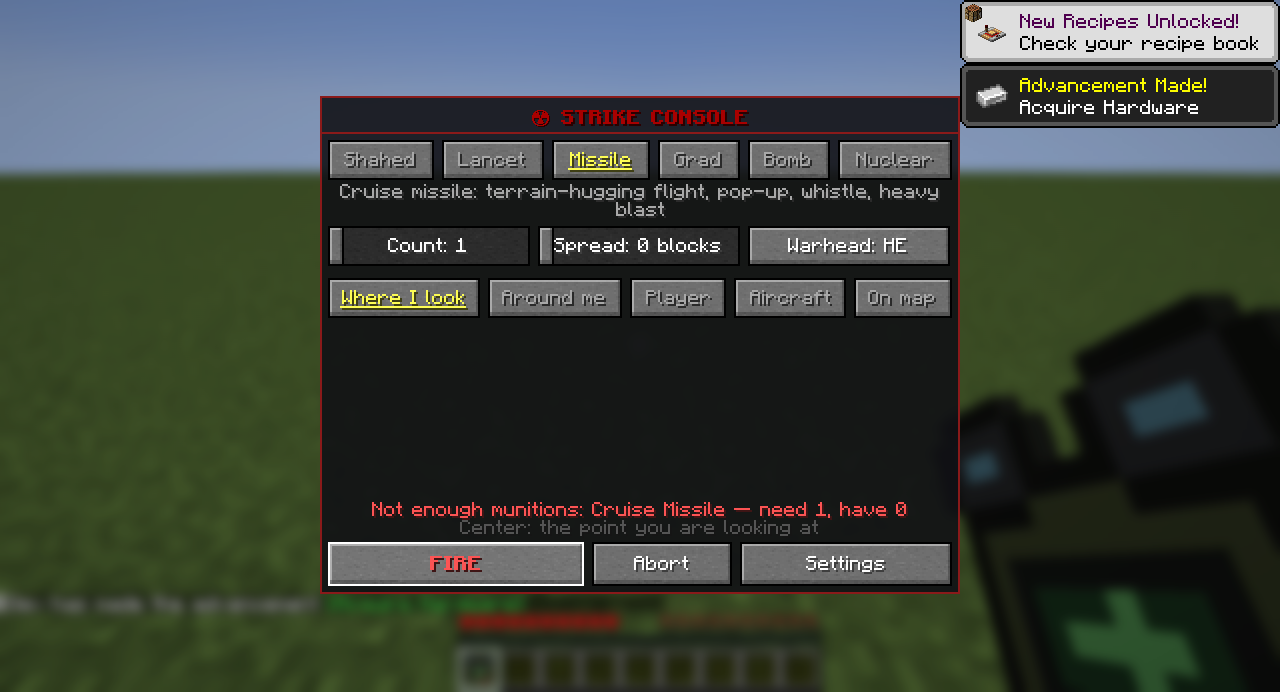 New Recipes Unlocked!
Check your recipe book
Advancement Made!
Acquire Hardware
☢ STRIKE CONSOLE
Shahed Lancet Missile Grad Bomb Nuclear
Cruise missile: terrain-hugging flight, pop-up, whistle, heavy
blast
Count: 1 Spread: 0 blocks Warhead: HE
Where I look Around me Player Aircraft On map
Not enough munitions: Cruise Missile — need 1, have 0
Center: the point you are looking at
FIRE Abort Settings